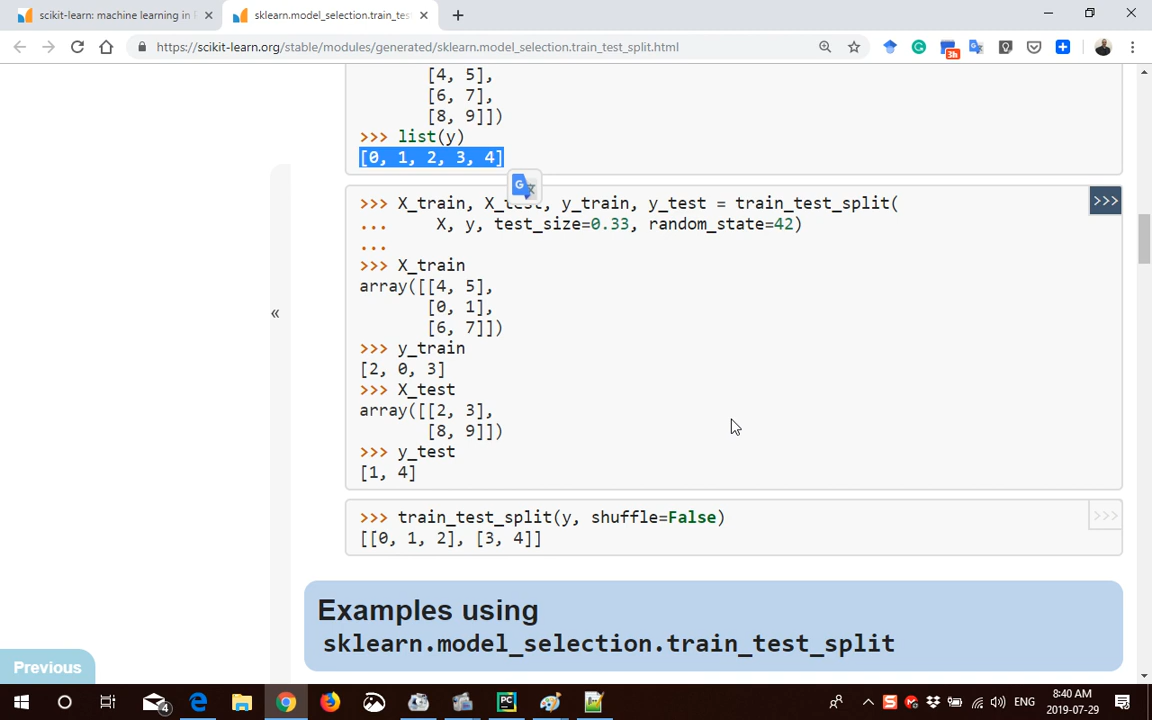 scikit-learn: machine learning in
sklearn.model_selection.train_tes
https://scikit-learn.org/stable/modules/generated/sklearn.model_selection.train_test_split.html
3h
[4, 5],
[6, 7],
[8, 9]])
>>> list(y)
[0, 1, 2, 3, 4]
>>> X_train, X_test, y_train, y_test = train_test_split(
... X, y, test_size=0.33, random_state=42)
...
>>> X_train
array([[4, 5],
[0, 1],
[6, 7]])
>>> y_train
[2, 0, 3]
>>> X_test
array([[2, 3],
[8, 9]])
>>> y_test
[1, 4]
>>>
>>> train_test_split(y, shuffle=False)
[[0, 1, 2], [3, 4]]
>>>
«
Examples using
sklearn.model_selection.train_test_split
Previous
4
ENG
8:40 AM
2019-07-29